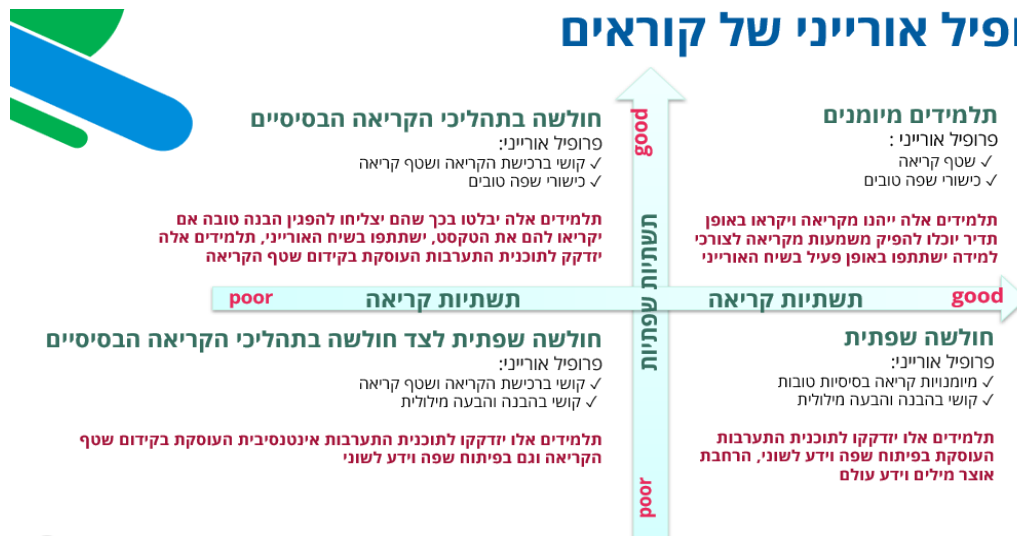 ופיל אורייני של קוראים
תלמידים מיומנים
פרופיל אורייני :
✓ שטף קריאה
✓ כישורי שפה טובים
תלמידים אלה ייהנו מקריאה ויקראו באופן
תדיר יוכלו להפיק משמעות מקריאה לצורכי
למידה ישתתפו באופן פעיל בשיח האורייני
חולשה בתהליכי הקריאה הבסיסיים
פרופיל אורייני:
✓ קושי ברכישת הקריאה ושטף קריאה
✓ כישורי שפה טובים
תלמידים אלה יבלטו בכך שהם יצליחו להפגין הבנה טובה אם
יקריאו להם את הטקסט, ישתתפו בשיח האורייני, תלמידים אלה
יזדקק לתוכנית התערבות העוסקת בקידום שטף הקריאה
good
תשתיות שפתיות
poor
good
תשתיות קריאה
תשתיות קריאה
poor
חולשה שפתית
פרופיל אורייני:
✓ מיומנויות קריאה בסיסיות טובות
✓ קושי בהבנה והבעה מילולית
תלמידים אלו יזדקקו לתוכנית התערבות
העוסקת בפיתוח שפה וידע לשוני, הרחבת
אוצר מילים וידע עולם
חולשה שפתית לצד חולשה בתהליכי הקריאה הבסיסיים
פרופיל אורייני:
✓ קושי ברכישת הקריאה ושטף קריאה
✓ קושי בהבנה והבעה מילולית
תלמידים אלו יזדקקו לתוכנית התערבות אינטנסיבית העוסקת בקידום שטף
הקריאה וגם בפיתוח שפה וידע לשוני